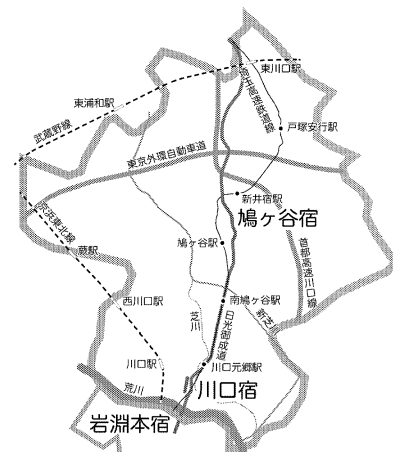 東川口駅
埼玉高速鉄道線
東浦和駅
武蔵野線
戸塚安行駅
東京外環自動車道
新井宿駅
京浜東北線
鳩ヶ谷宿
鳩ヶ谷駅
蕨駅
首都高速川口線
西川口駅
南鳩ヶ谷駅
芝川
日光御成道
新芝川
川口駅
川口元郷駅
荒川
川口宿
岩淵本宿